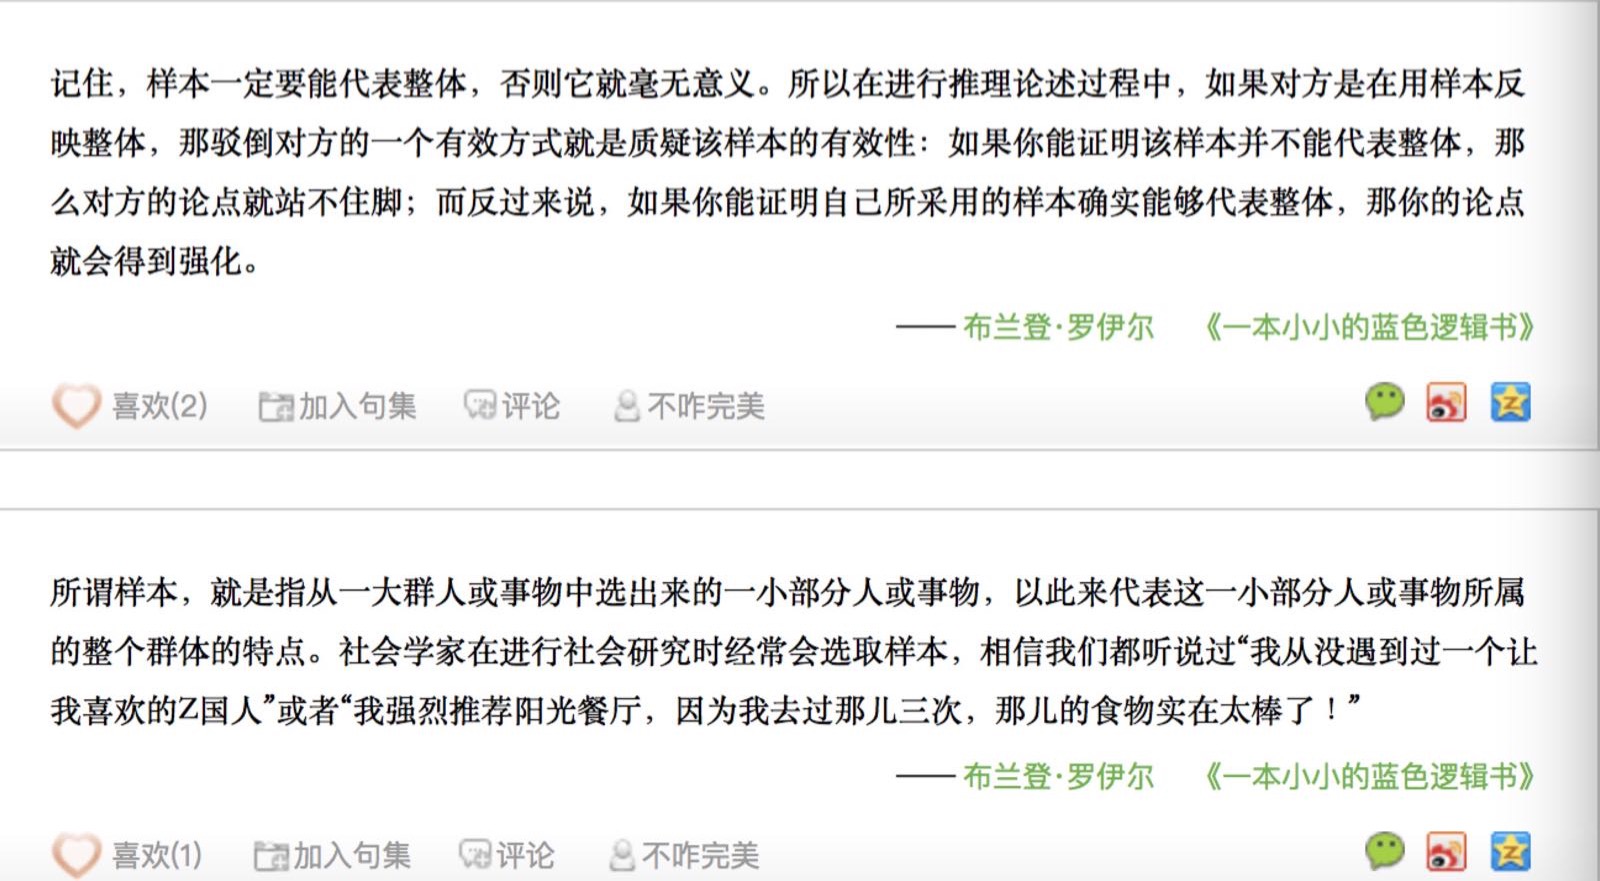 记住，样本一定要能代表整体，否则它就毫无意义。所以在进行推理论述过程中，如果对方是在用样本反
映整体，那驳倒对方的一个有效方式就是质疑该样本的有效性：如果你能证明该样本并不能代表整体，那
么对方的论点就站不住脚；而反过来说，如果你能证明自己所采用的样本确实能够代表整体，那你的论点
就会得到强化。
—— 布兰登·罗伊尔 《一本小小的蓝色逻辑书》
喜欢(2) 加入句集 评论 不咋完美
所谓样本，就是指从一大群人或事物中选出来的一小部分人或事物，以此来代表这一小部分人或事物所属
的整个群体的特点。社会学家在进行社会研究时经常会选取样本，相信我们都听说过“我从没遇到过一个让
我喜欢的Z国人”或者“我强烈推荐阳光餐厅，因为我去过那儿三次，那儿的食物实在太棒了！”
—— 布兰登·罗伊尔 《一本小小的蓝色逻辑书》
喜欢(1) 加入句集 评论 不咋完美